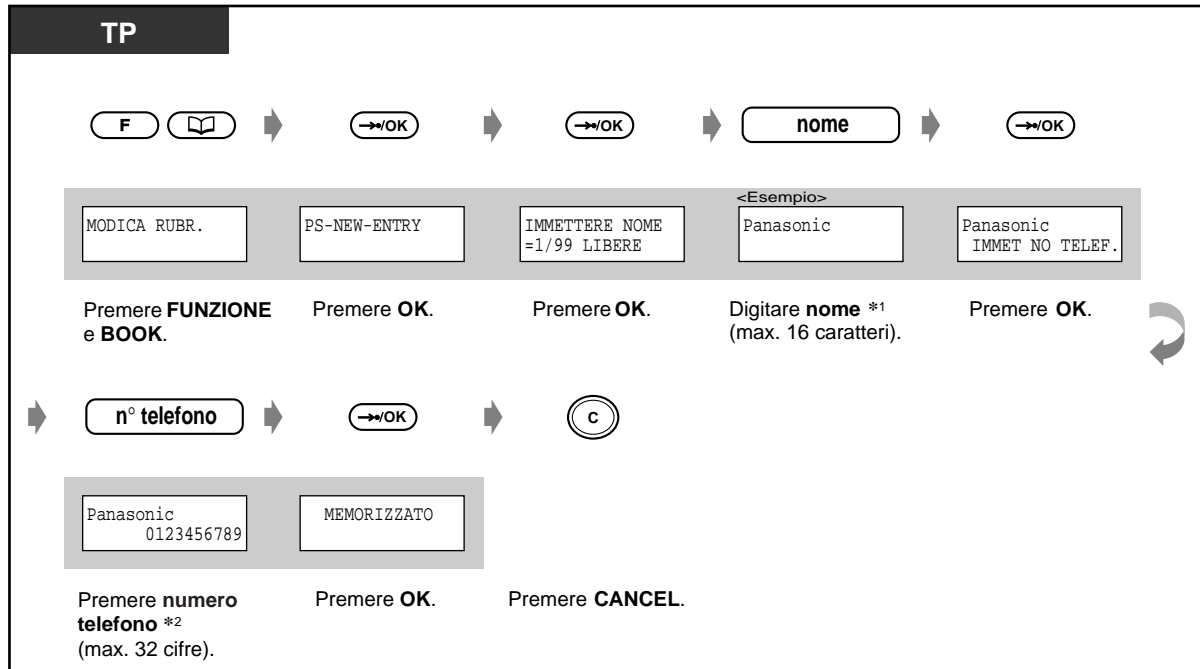 TP
F
→•/OK
→•/OK
nome
→•/OK
<Esempio>
MODICA RUBR.
PS-NEW-ENTRY
IMMETTERE NOME
=1/99 LIBERE
Panasonic
Panasonic
IMMET NO TELEF.
Premere FUNZIONE
e BOOK.
Premere OK.
Premere OK.
Digitare nome *1
(max. 16 caratteri).
Premere OK.
n° telefono
→•/OK
C
Panasonic
0123456789
MEMORIZZATO
Premere numero
telefono *2
(max. 32 cifre).
Premere OK.
Premere CANCEL.